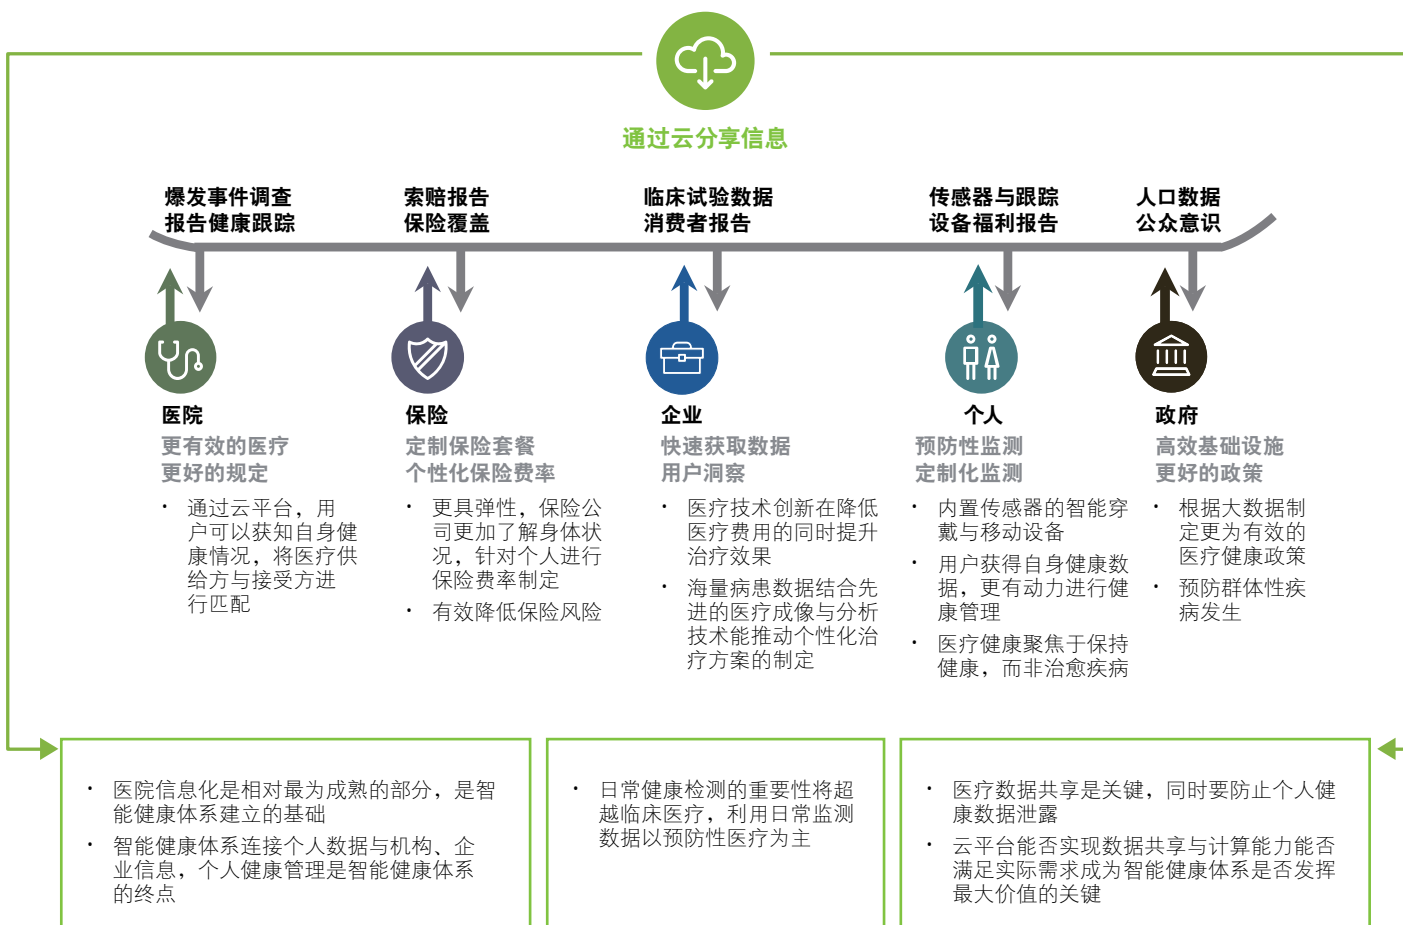 通过云分享信息
爆发事件调查
报告健康跟踪
索赔报告
保险覆盖
临床试验数据
消费者报告
传感器与跟踪
设备福利报告
人口数据
公众意识
医院
更有效的医疗
更好的规定
· 通过云平台，用
户可以获知自身健
康情况，将医疗供
给方与接受方进
行匹配
保险
定制保险套餐
个性化保险费率
· 更具弹性，保险公
司更加了解身体状
况，针对个人进行
保险费率制定
· 有效降低保险风险
企业
快速获取数据
用户洞察
· 医疗技术创新在降低
医疗费用的同时提升
治疗效果
· 海量病患数据结合先
进的医疗成像与分析
技术能推动个性化治
疗方案的制定
个人
预防性监测
定制化监测
· 内置传感器的智能穿
戴与移动设备
· 用户获得自身健康数
据，更有动力进行健
康管理
· 医疗健康聚焦于保持
健康，而非治愈疾病
政府
高效基础设施
更好的政策
· 根据大数据制
定更为有效的
医疗健康政策
· 预防群体性疾
病发生
· 医院信息化是相对最为成熟的部分，是智
能健康体系建立的基础
· 智能健康体系连接个人数据与机构、企
业信息，个人健康管理是智能健康体系
的终点
· 日常健康检测的重要性将超
越临床医疗，利用日常监测
数据以预防性医疗为主
· 医疗数据共享是关键，同时要防止个人健
康数据泄露
· 云平台能否实现数据共享与计算能力能否
满足实际需求成为智能健康体系是否发挥
最大价值的关键